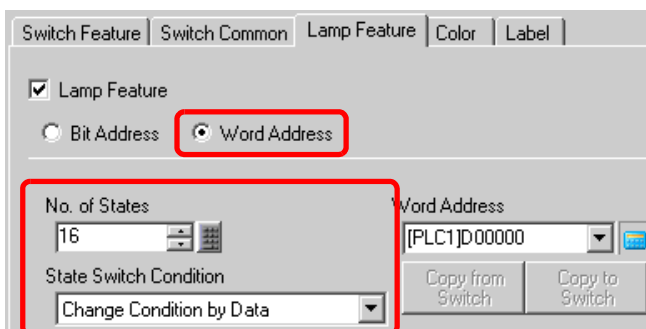 Switch Feature Switch Common Lamp Feature Color Label
Lamp Feature
Bit Address Word Address
No. of States Word Address
16 [PLC1]D00000
State Switch Condition Copy from Switch Copy to Switch
Change Condition by Data